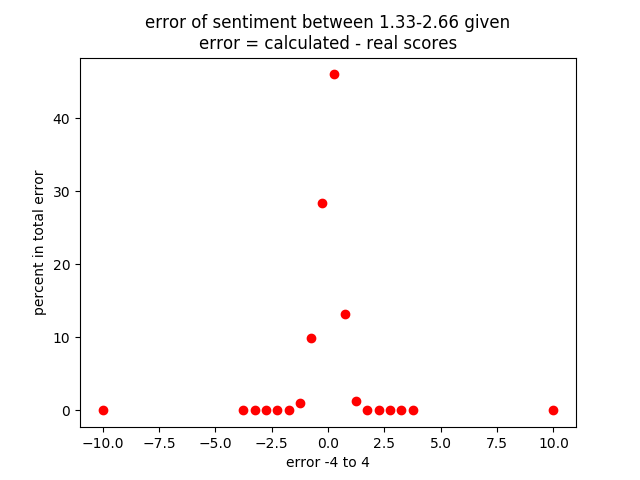 error of sentiment between 1.33-2.66 given
error = calculated - real scores
percent in total error
40
30
20
10
0
−10.0 −7.5 −5.0 −2.5 0.0 2.5 5.0 7.5 10.0
error -4 to 4